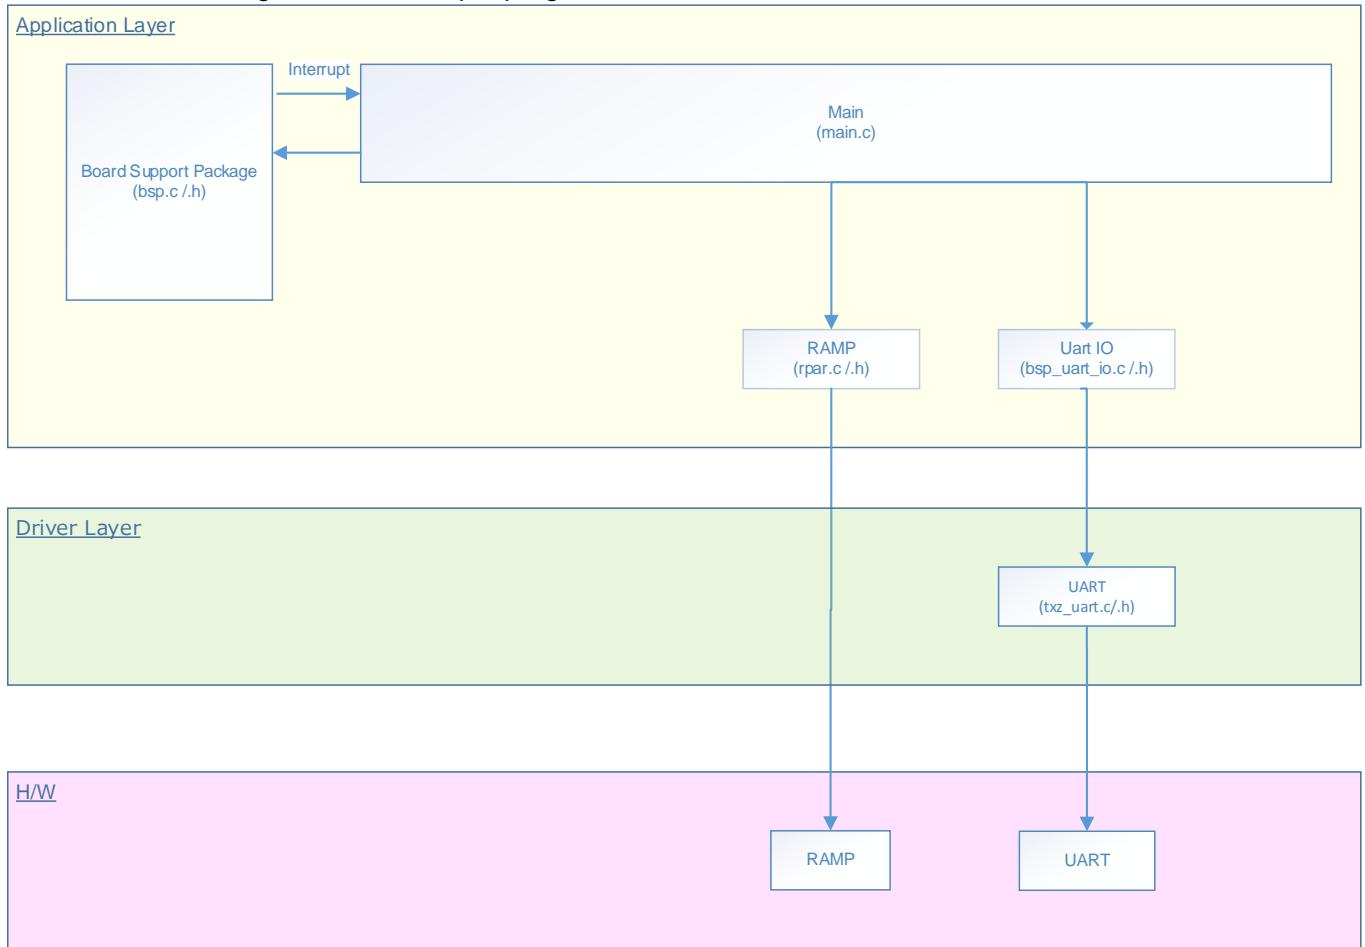 Application Layer
Interrupt
Main
(main.c)
Board Support Package
(bsp.c /.h)
RAMP
(rpar.c /.h)
Uart IO
(bsp_uart_io.c /.h)
Driver Layer
UART
(txz_uart.c/.h)
H/W
RAMP
UART